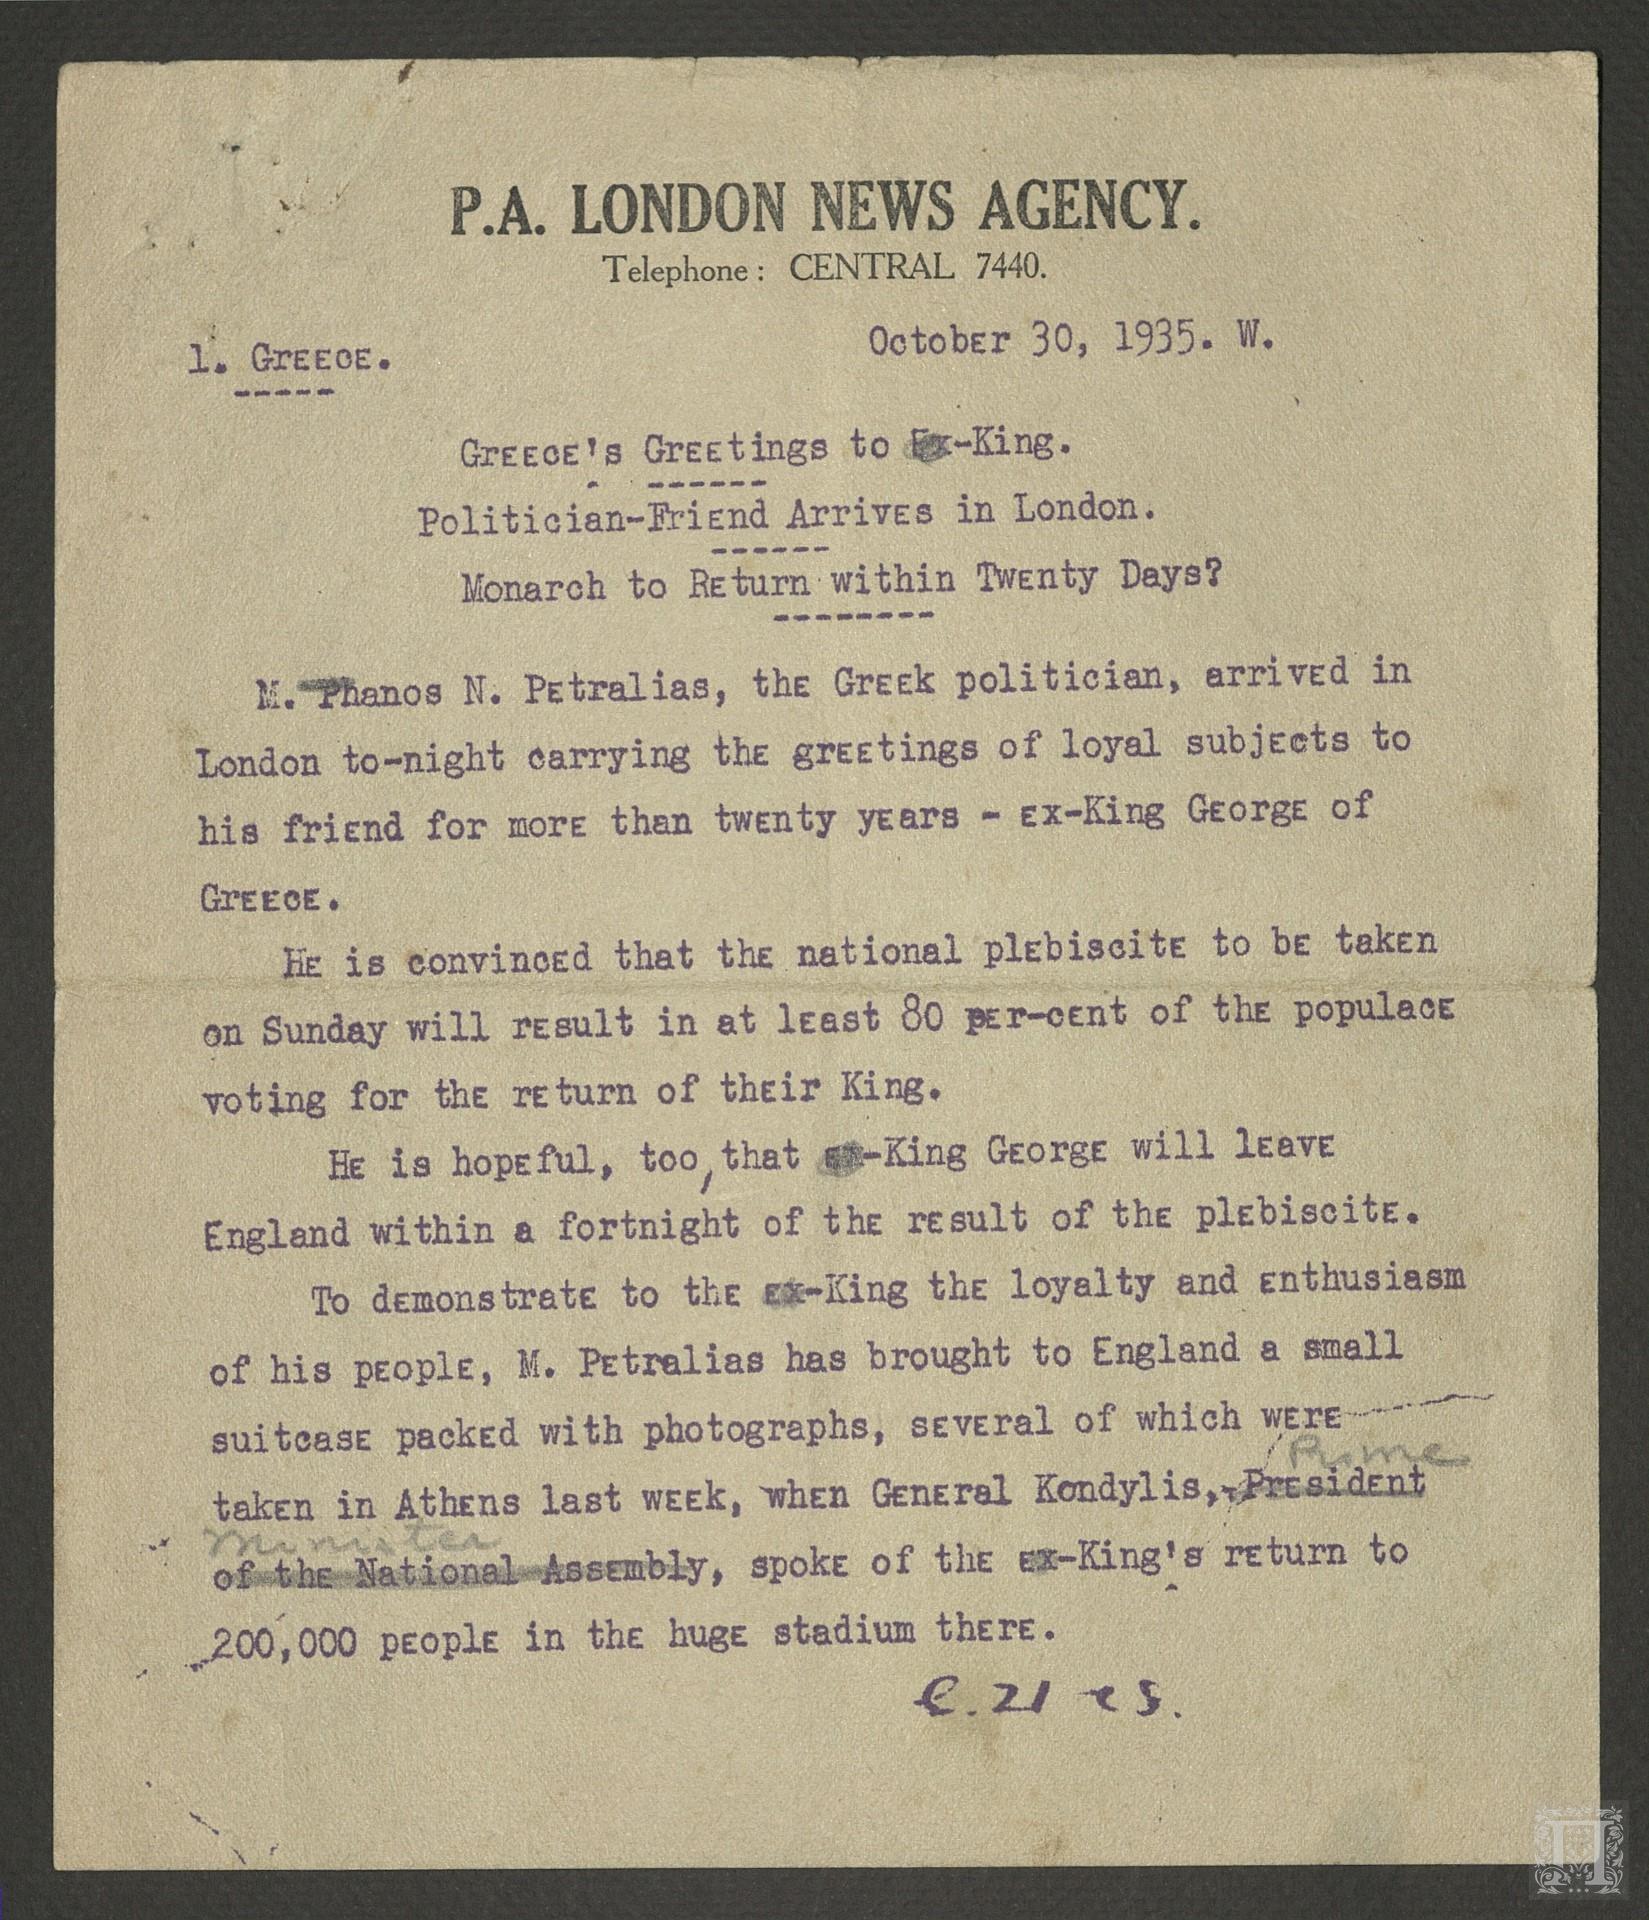 P.A. LONDON NEWS AGENCY.
Telephone: CENTRAL 7440.
October 30, 1935. W.
1. Greece.
Greece's Greetings to Ex-King.
Politician-Friend Arrives in London.
Monarch to Return within Twenty Days?
M. Phanos N. Petralias, the Greek politician, arrived in
London to-night carrying the greetings of loyal subjects to
his friend for more than twenty years - ex-King George of
Greece.
He is convinced that the national plebiscite to be taken
on Sunday will result in at least 80 per-cent of the populace
voting for the return of their King.
He is hopeful, too, that ex-King George will leave
England within a fortnight of the result of the plebiscite.
To demonstrate to the ex-King the loyalty and enthusiasm
of his people, M. Petralias has brought to England a small
suitcase packed with photographs, several of which were
Prime
taken in Athens last week, when General Kondylis, President
Minister
of the National Assembly, spoke of the ex-King's return to
200,000 people in the huge stadium there.